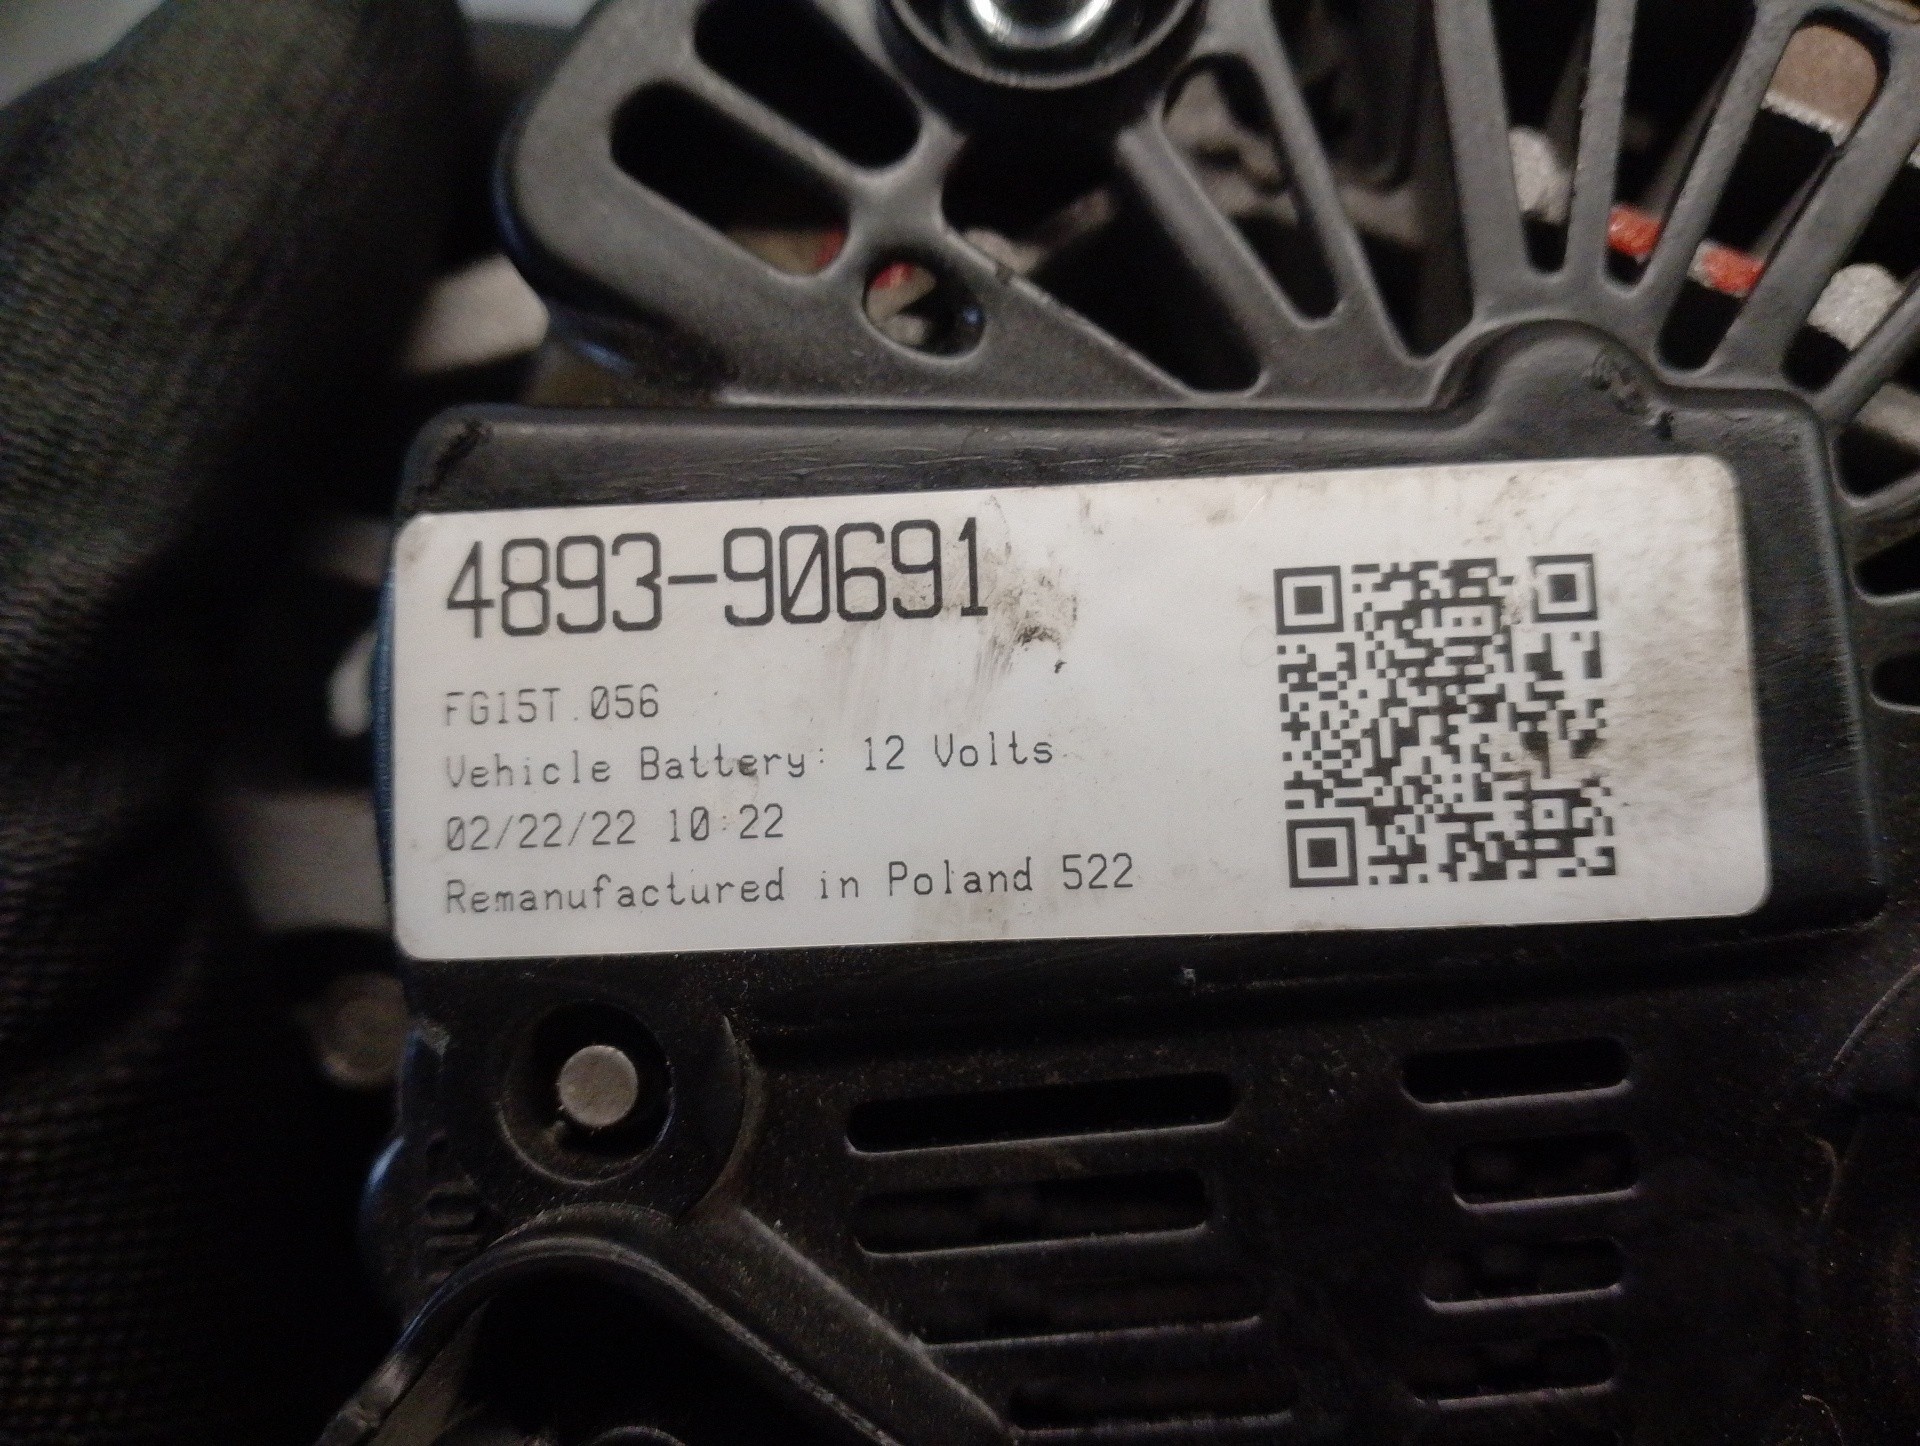 4893-90691
FG15T.056
Vehicle Battery: 12 Volts
02/22/22 10:22
Remanufactured in Poland 522